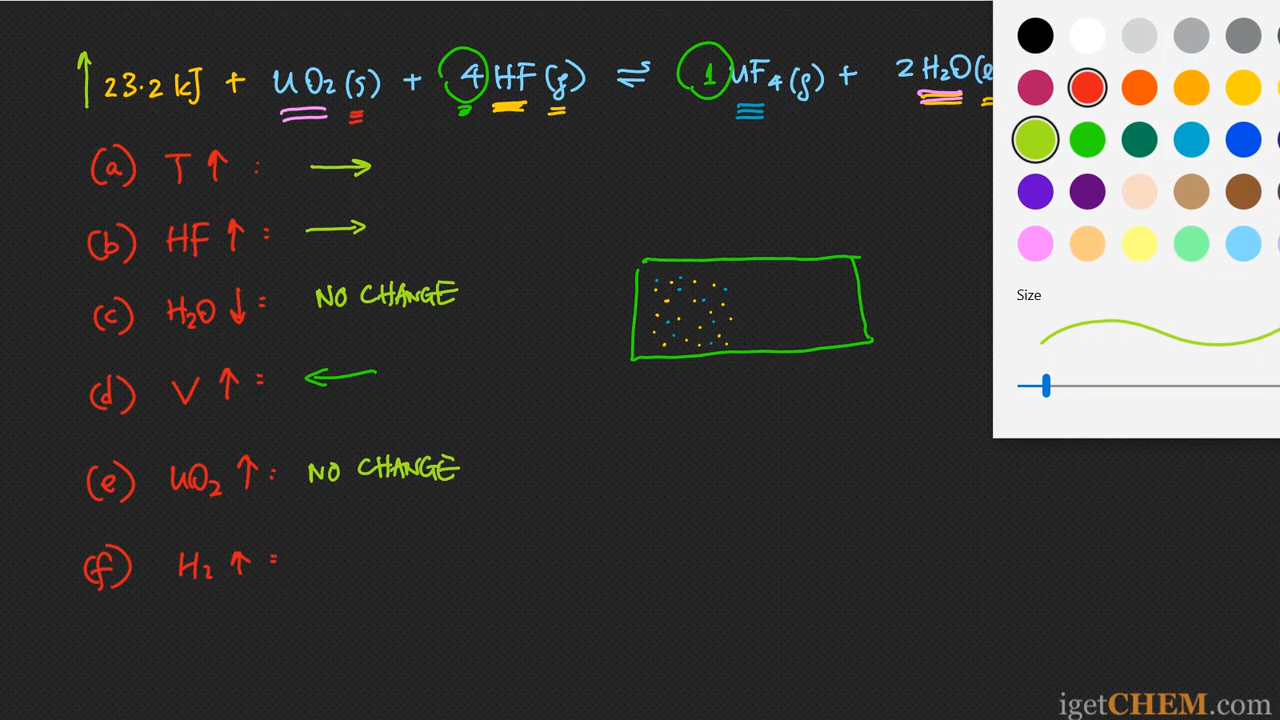 ↑ 23.2 kJ + UO₂(s) + 4 HF(g) ⇌ 1 UF₄(g) + 2 H₂O(
(a) T ↑ : →
(b) HF ↑ = →
(c) H₂O ↓ = NO CHANGE
(d) V ↑ = ←
(e) UO₂ ↑ : NO CHANGE
(f) H₂ ↑ =
Size
igetCHEM.com